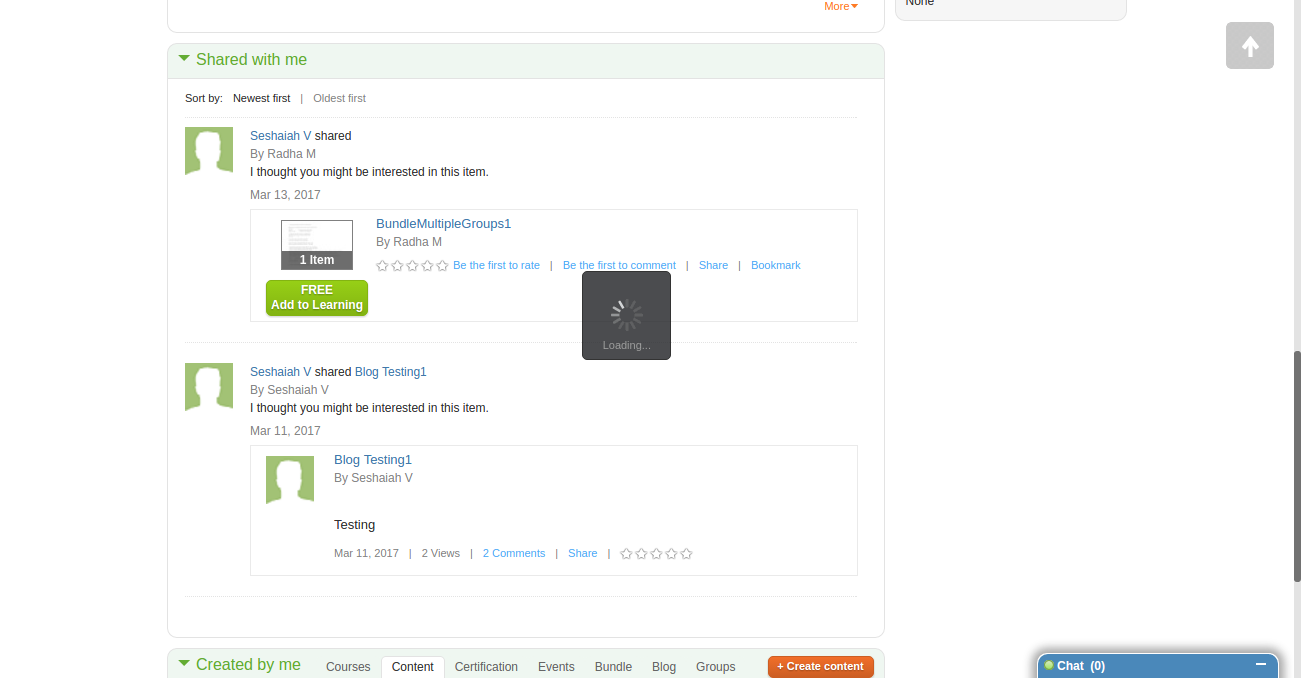 More
None
Shared with me
Sort by: Newest first | Oldest first
Seshaiah V shared
By Radha M
I thought you might be interested in this item.
Mar 13, 2017
BundleMultipleGroups1
By Radha M
1 Item
Be the first to rate | Be the first to comment | Share | Bookmark
FREE
Add to Learning
Loading...
Seshaiah V shared Blog Testing1
By Seshaiah V
I thought you might be interested in this item.
Mar 11, 2017
Blog Testing1
By Seshaiah V
Testing
Mar 11, 2017 | 2 Views | 2 Comments | Share |
Created by me Courses Content Certification Events Bundle Blog Groups + Create content
Chat (0)